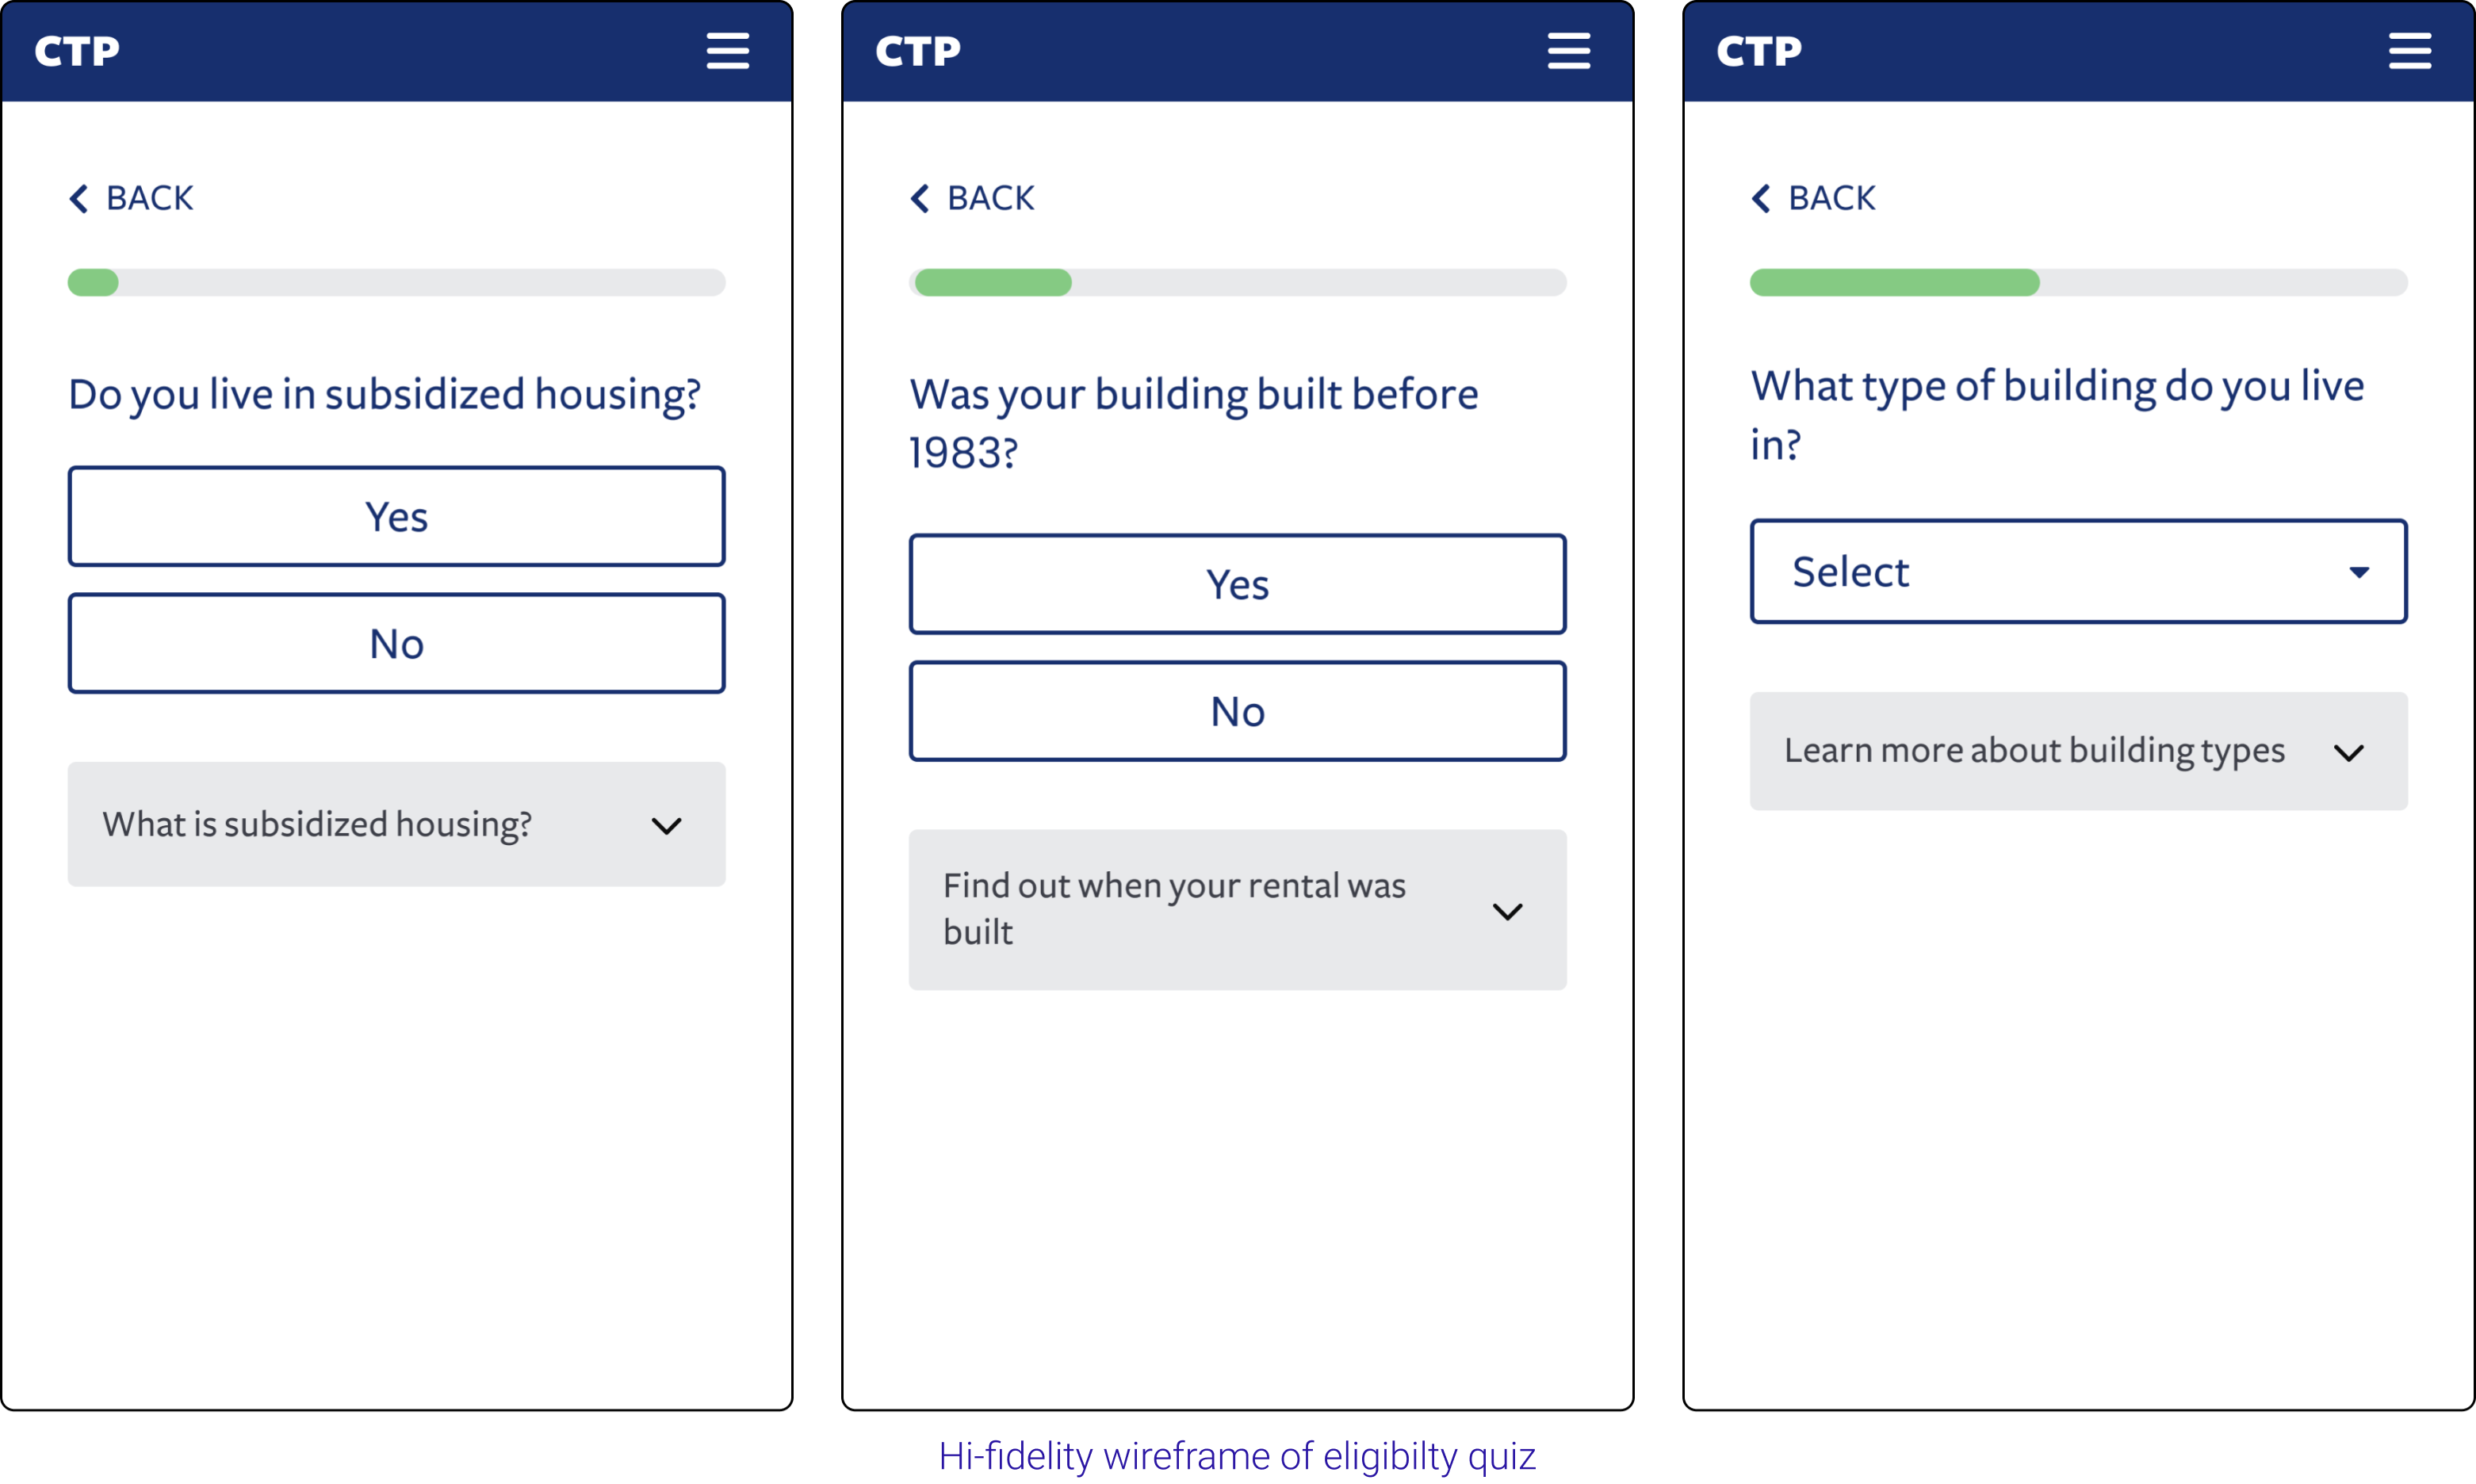 CTP
BACK
Do you live in subsidized housing?
Yes
No
What is subsidized housing?
CTP
BACK
Was your building built before
1983?
Yes
No
Find out when your rental was
built
CTP
BACK
What type of building do you live
in?
Select
Learn more about building types
Hi-fidelity wireframe of eligibilty quiz